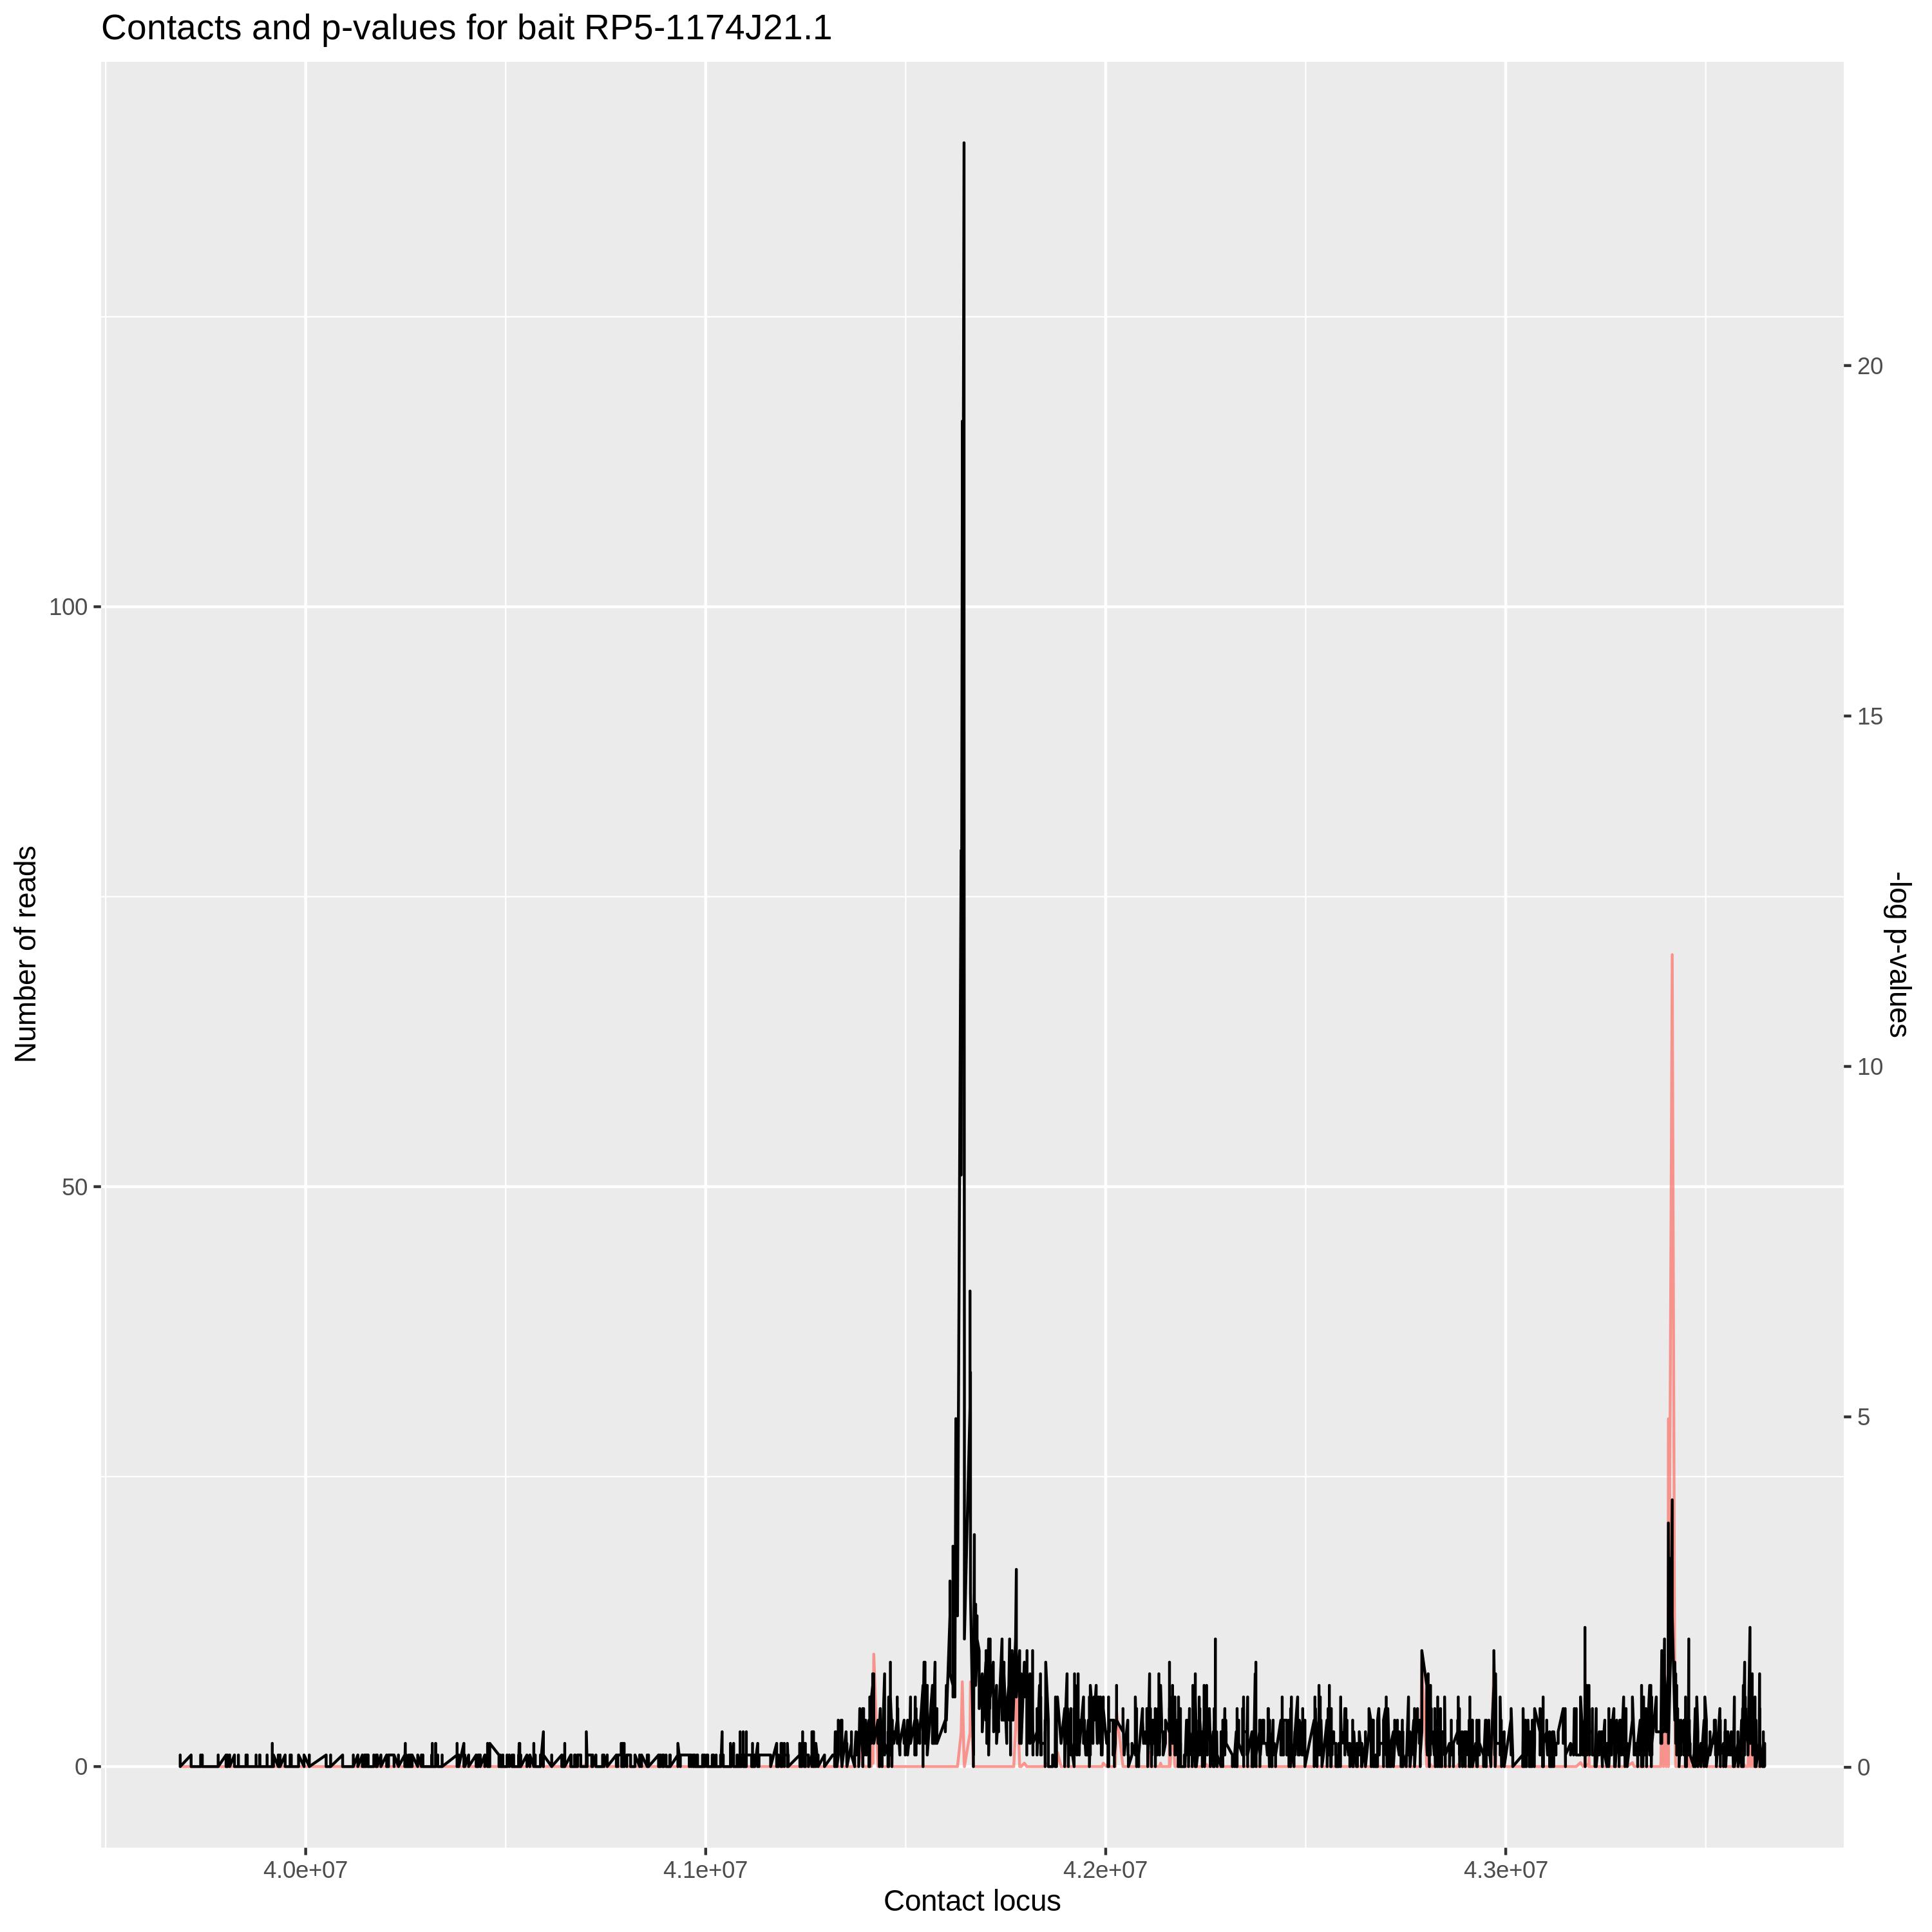 Contacts and p-values for bait RP5-1174J21.1
Number of reads
100
50
0
20
15
10
5
0
-log p-values
4.0e+07
4.1e+07
4.2e+07
4.3e+07
Contact locus